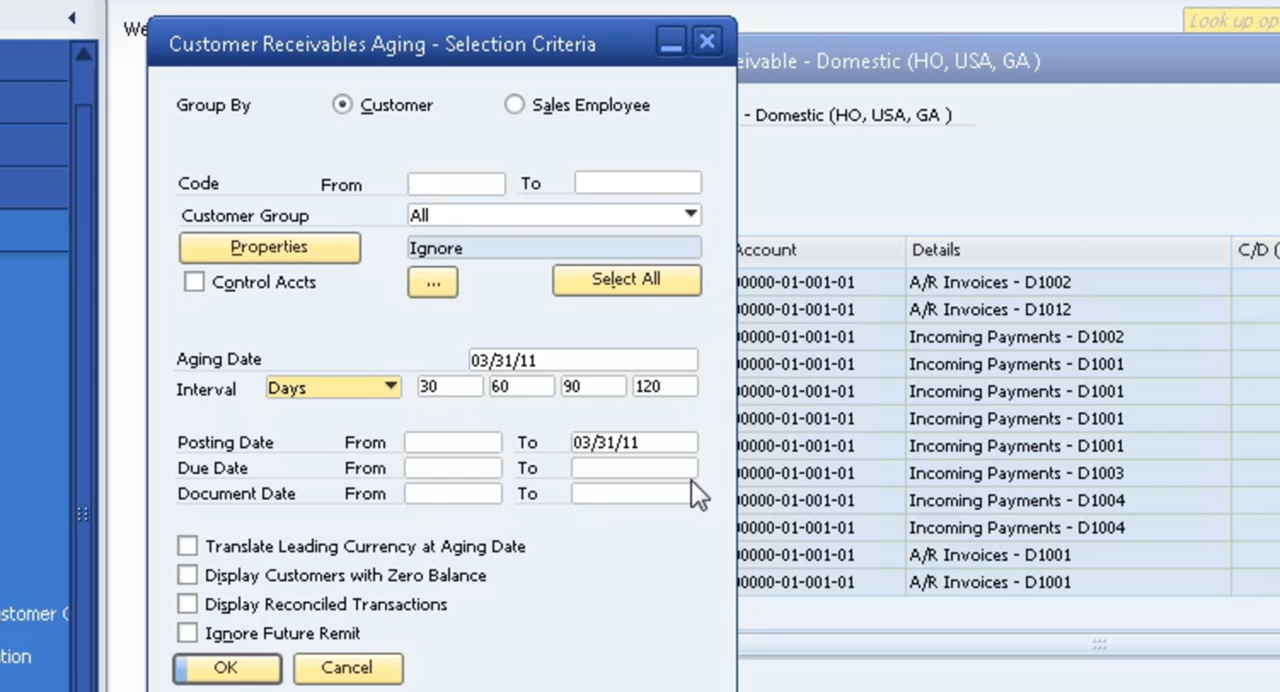 We
Look up op
Customer Receivables Aging - Selection Criteria
eivable - Domestic (HO, USA, GA )
Group By Customer Sales Employee
- Domestic (HO, USA, GA )
Code From To
Customer Group All
Properties Ignore
Control Accts ... Select All
Aging Date 03/31/11
Interval Days 30 60 90 120
Posting Date From To 03/31/11
Due Date From To
Document Date From To
Translate Leading Currency at Aging Date
Display Customers with Zero Balance
Display Reconciled Transactions
Ignore Future Remit
OK Cancel
Account Details C/D (
00000-01-001-01 A/R Invoices - D1002
00000-01-001-01 A/R Invoices - D1012
00000-01-001-01 Incoming Payments - D1002
00000-01-001-01 Incoming Payments - D1001
00000-01-001-01 Incoming Payments - D1001
00000-01-001-01 Incoming Payments - D1001
00000-01-001-01 Incoming Payments - D1001
00000-01-001-01 Incoming Payments - D1003
00000-01-001-01 Incoming Payments - D1004
00000-01-001-01 Incoming Payments - D1004
00000-01-001-01 A/R Invoices - D1001
00000-01-001-01 A/R Invoices - D1001
ustomer C
tion